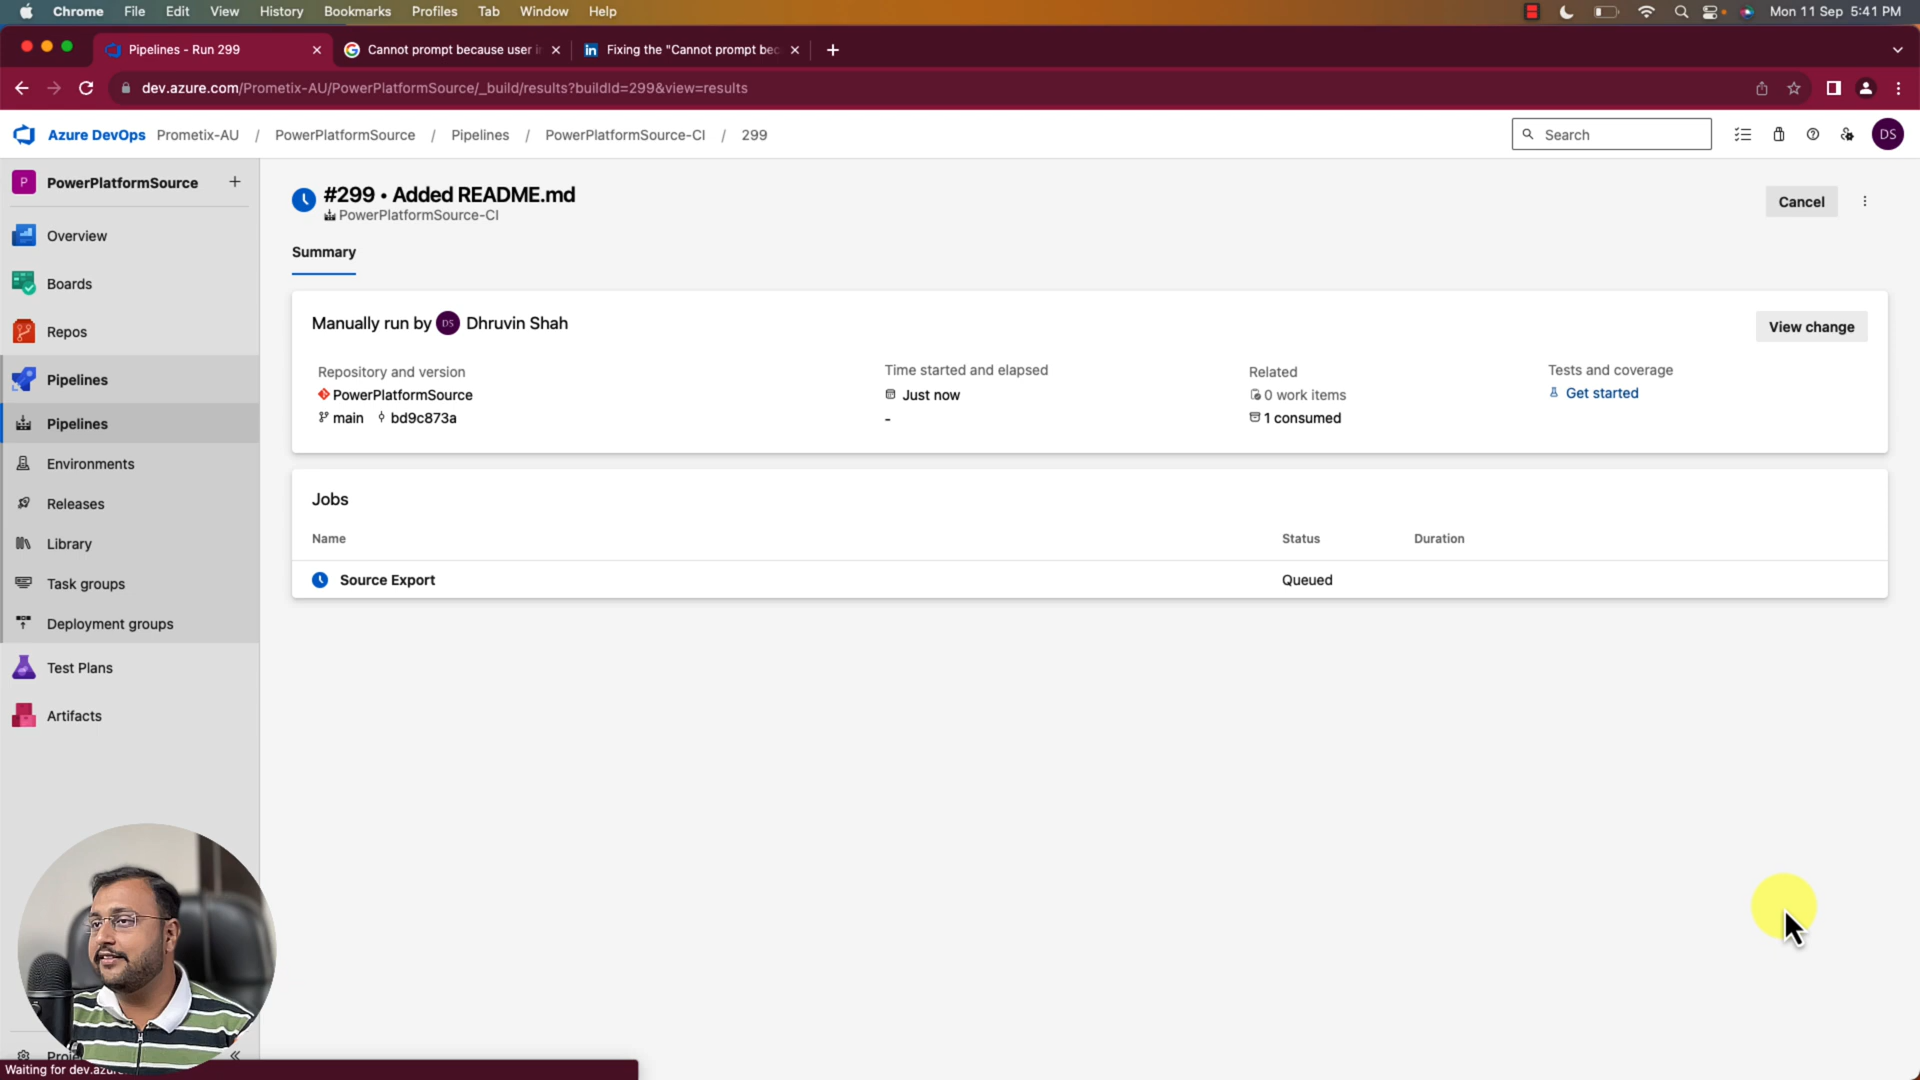 Chrome File Edit View History Bookmarks Profiles Tab Window Help Mon 11 Sep 5:41 PM
Pipelines - Run 299
Cannot prompt because user i
in Fixing the "Cannot prompt bec
dev.azure.com/Prometix-AU/PowerPlatformSource/_build/results?buildId=299&view=results
Azure DevOps Prometix-AU / PowerPlatformSource / Pipelines / PowerPlatformSource-CI / 299
Search
DS
P PowerPlatformSource +
Overview
Boards
Repos
Pipelines
Pipelines
Environments
Releases
Library
Task groups
Deployment groups
Test Plans
Artifacts
#299 • Added README.md
PowerPlatformSource-CI
Cancel
Summary
Manually run by DS Dhruvin Shah
View change
Repository and version
PowerPlatformSource
main bd9c873a
Time started and elapsed
Just now
-
Related
0 work items
1 consumed
Tests and coverage
Get started
Jobs
Name Status Duration
Source Export Queued
Waiting for dev.azu